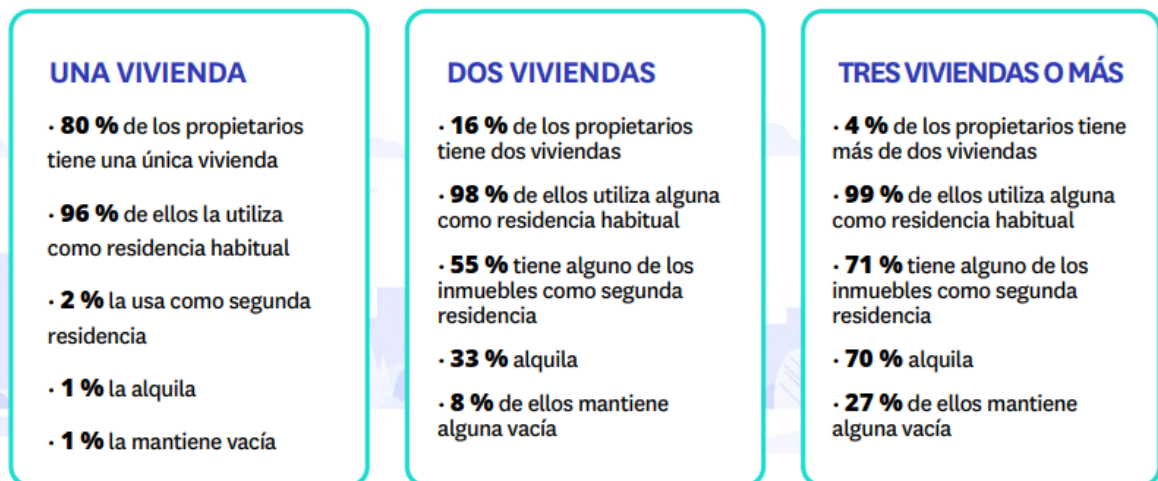 UNA VIVIENDA
· 80 % de los propietarios
tiene una única vivienda
· 96 % de ellos la utiliza
como residencia habitual
· 2 % la usa como segunda
residencia
· 1 % la alquila
· 1 % la mantiene vacía
DOS VIVIENDAS
· 16 % de los propietarios
tiene dos viviendas
· 98 % de ellos utiliza alguna
como residencia habitual
· 55 % tiene alguno de los
inmuebles como segunda
residencia
· 33 % alquila
· 8 % de ellos mantiene
alguna vacía
TRES VIVIENDAS O MÁS
· 4 % de los propietarios tiene
más de dos viviendas
· 99 % de ellos utiliza alguna
como residencia habitual
· 71 % tiene alguno de los
inmuebles como segunda
residencia
· 70 % alquila
· 27 % de ellos mantiene
alguna vacía